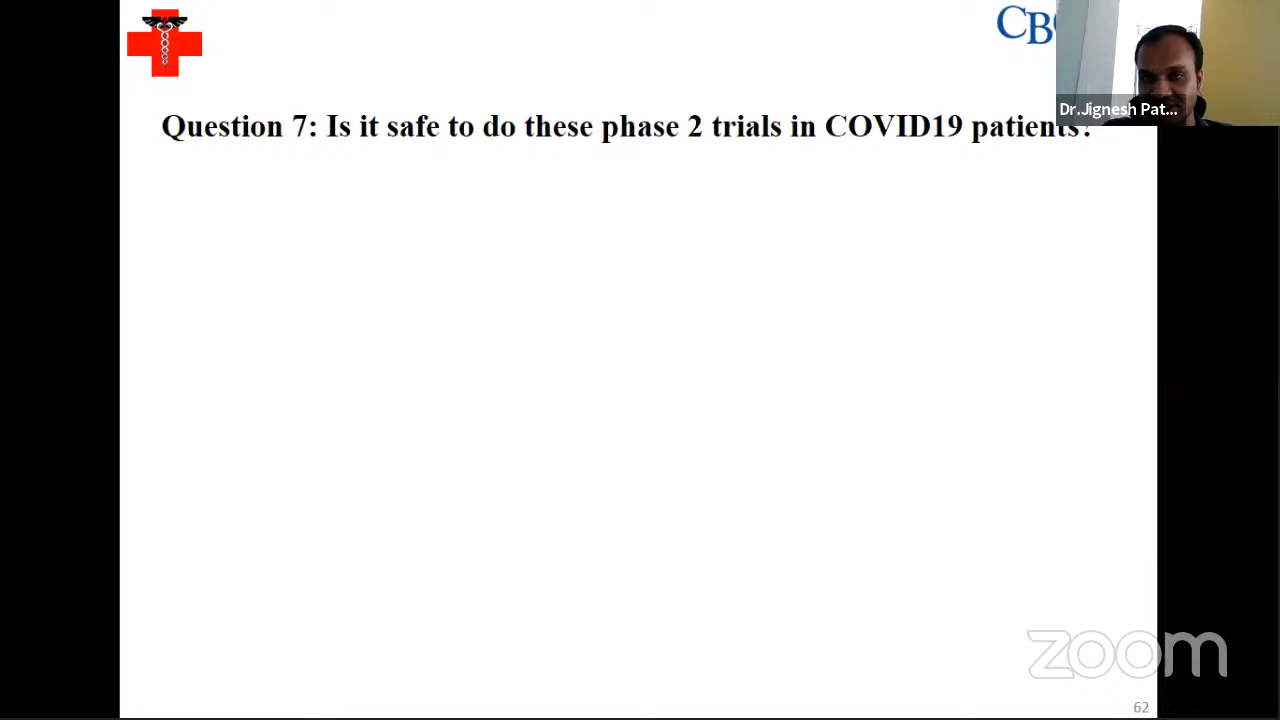 CB
Dr.Jignesh Pat...
Question 7: Is it safe to do these phase 2 trials in COVID19 patients?
zoom
62